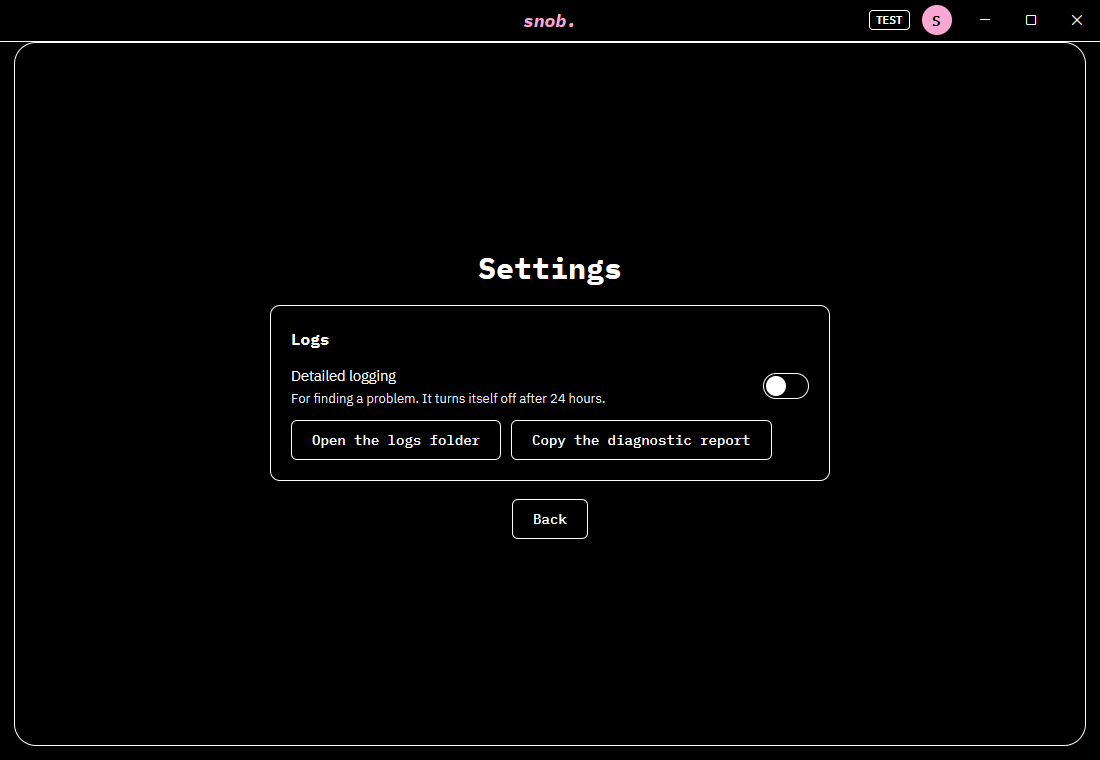 snob.
TEST
S
Settings
Logs
Detailed logging
For finding a problem. It turns itself off after 24 hours.
Open the logs folder
Copy the diagnostic report
Back